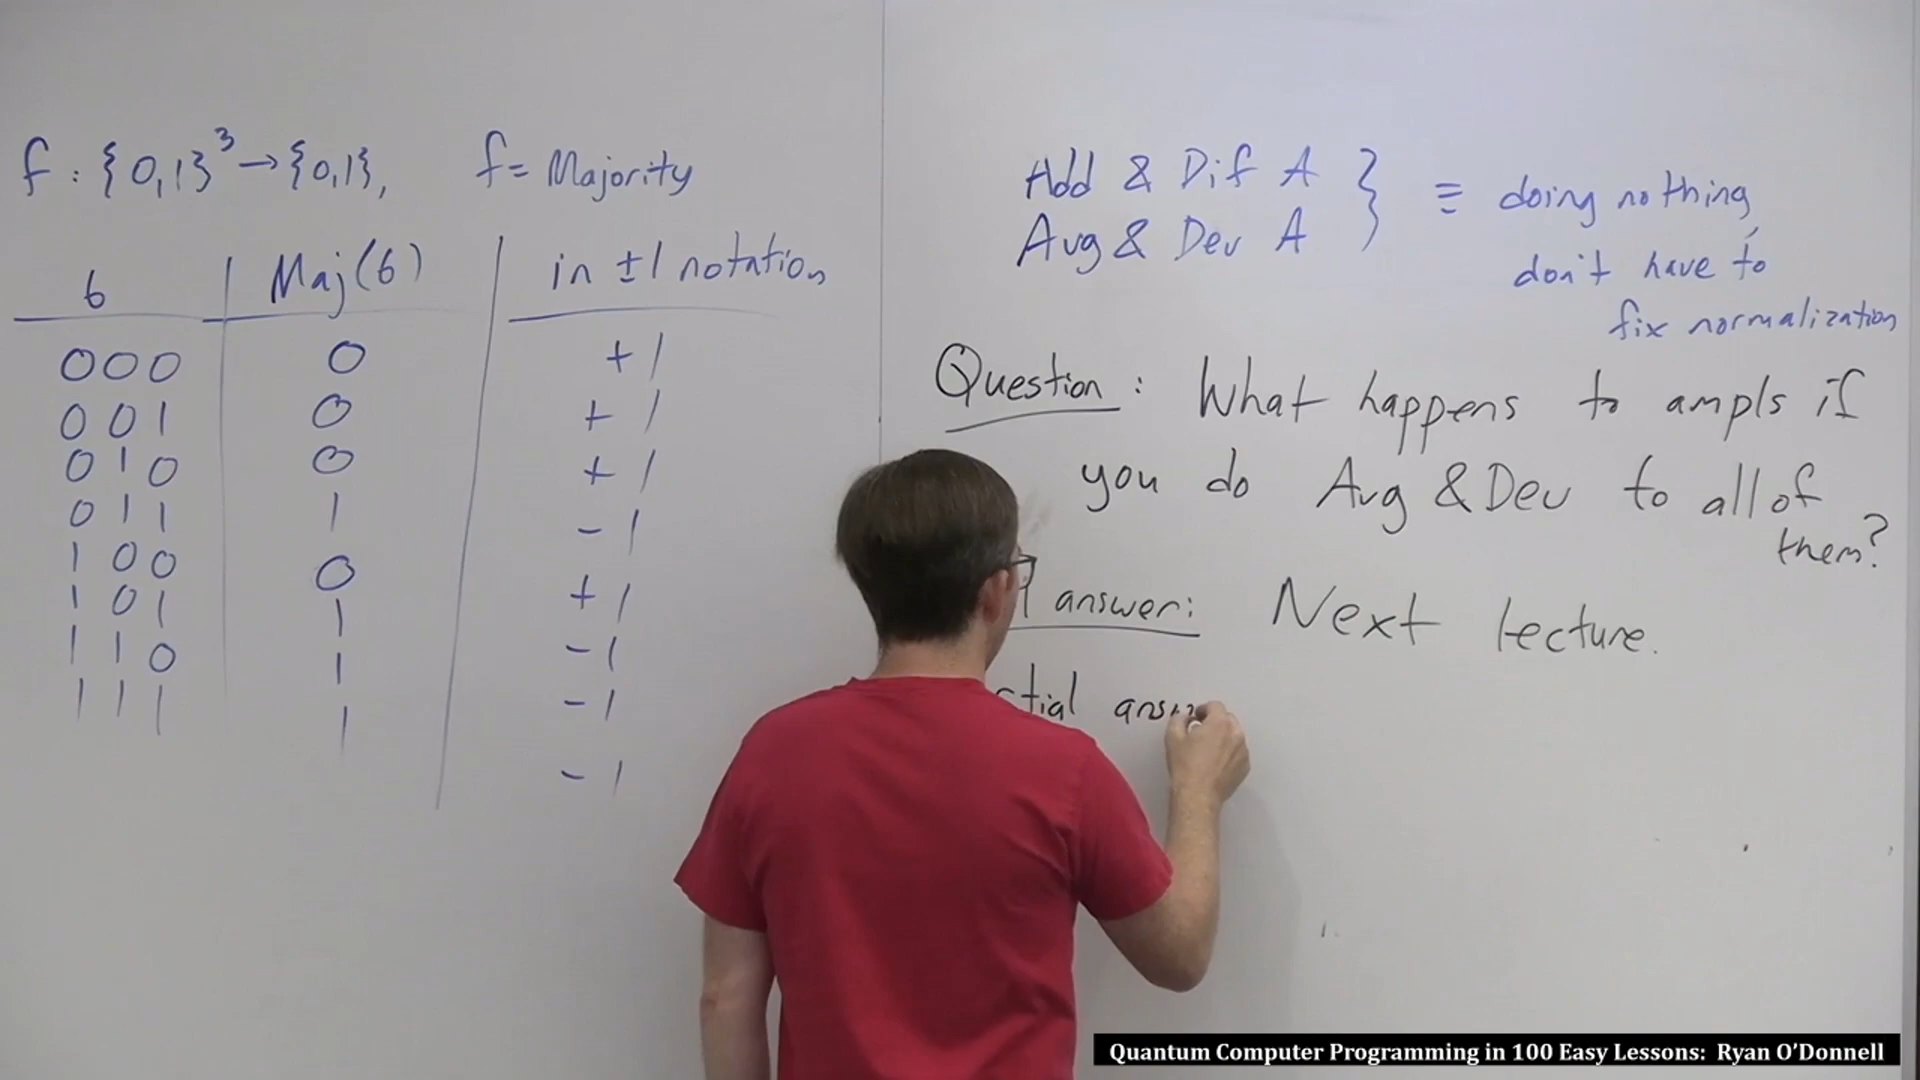 f : {0,1}³ → {0,1}, f = Majority
6 Maj(6) in ±1 notation
000 0 +1
001 0 +1
010 0 +1
011 1 -1
100 0 +1
101 1 -1
110 1 -1
111 1 -1
Add & Dif A
Avg & Dev A } ≡ doing nothing,
don't have to
fix normalization
Question : What happens to ampls if
you do Avg & Dev to all of
them?
answer: Next lecture.
Quantum Computer Programming in 100 Easy Lessons: Ryan O'Donnell